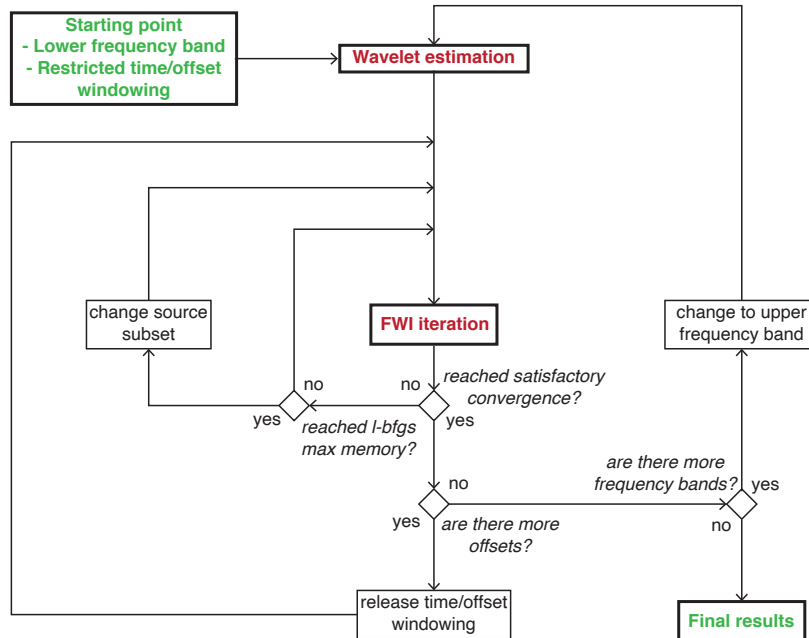 Starting point
- Lower frequency band
- Restricted time/offset
windowing
Wavelet estimation
change source
subset
FWI iteration
change to upper
frequency band
reached satisfactory
convergence?
no
no
yes
yes
reached l-bfgs
max memory?
are there more
frequency bands?
yes
no
no
yes
are there more
offsets?
release time/offset
windowing
Final results